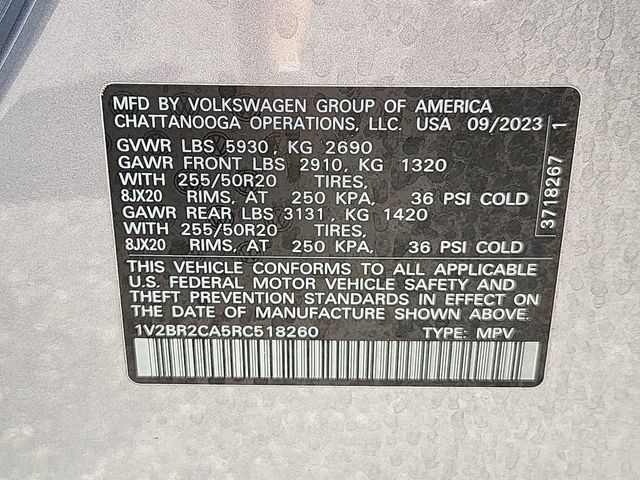 MFD BY VOLKSWAGEN GROUP OF AMERICA
CHATTANOOGA OPERATIONS, LLC. USA 09/2023
GVWR LBS 5930, KG 2690
GAWR FRONT LBS 2910, KG 1320
WITH 255/50R20 TIRES,
8JX20 RIMS, AT 250 KPA, 36 PSI COLD
GAWR REAR LBS 3131, KG 1420
WITH 255/50R20 TIRES,
8JX20 RIMS, AT 250 KPA, 36 PSI COLD
THIS VEHICLE CONFORMS TO ALL APPLICABLE
U.S. FEDERAL MOTOR VEHICLE SAFETY AND
THEFT PREVENTION STANDARDS IN EFFECT ON
THE DATE OF MANUFACTURE SHOWN ABOVE.
1V2BR2CA5RC518260 TYPE: MPV
3718267 1